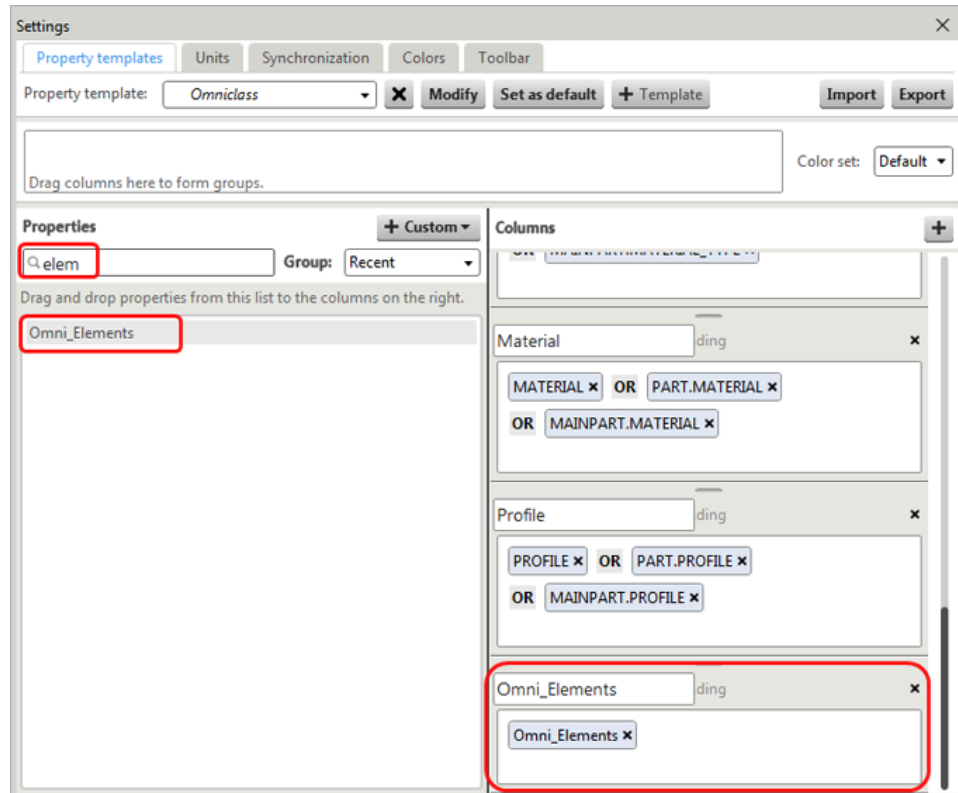 Settings
Property templates Units Synchronization Colors Toolbar
Property template: Omniclass Modify Set as default + Template Import Export
Drag columns here to form groups.
Color set: Default
Properties + Custom
elem Group: Recent
Drag and drop properties from this list to the columns on the right.
Omni_Elements
Columns +
OR MAINPART.MATERIAL_TYPE ×
Material ding ×
MATERIAL × OR PART.MATERIAL ×
OR MAINPART.MATERIAL ×
Profile ding ×
PROFILE × OR PART.PROFILE ×
OR MAINPART.PROFILE ×
Omni_Elements ding ×
Omni_Elements ×